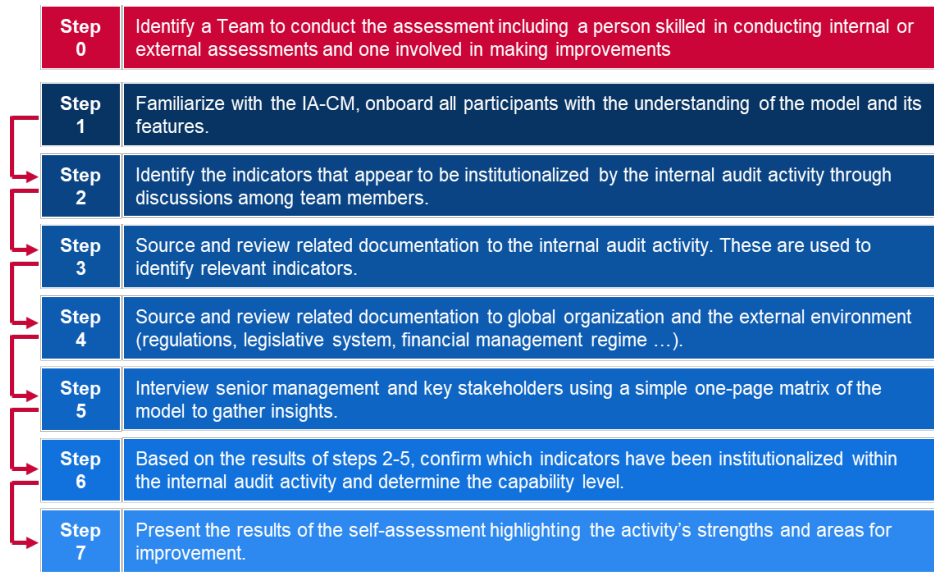 Step
0
Identify a Team to conduct the assessment including a person skilled in conducting internal or
external assessments and one involved in making improvements
Step
1
Familiarize with the IA-CM, onboard all participants with the understanding of the model and its
features.
Step
2
Identify the indicators that appear to be institutionalized by the internal audit activity through
discussions among team members.
Step
3
Source and review related documentation to the internal audit activity. These are used to
identify relevant indicators.
Step
4
Source and review related documentation to global organization and the external environment
(regulations, legislative system, financial management regime ...).
Step
5
Interview senior management and key stakeholders using a simple one-page matrix of the
model to gather insights.
Step
6
Based on the results of steps 2-5, confirm which indicators have been institutionalized within
the internal audit activity and determine the capability level.
Step
7
Present the results of the self-assessment highlighting the activity's strengths and areas for
improvement.